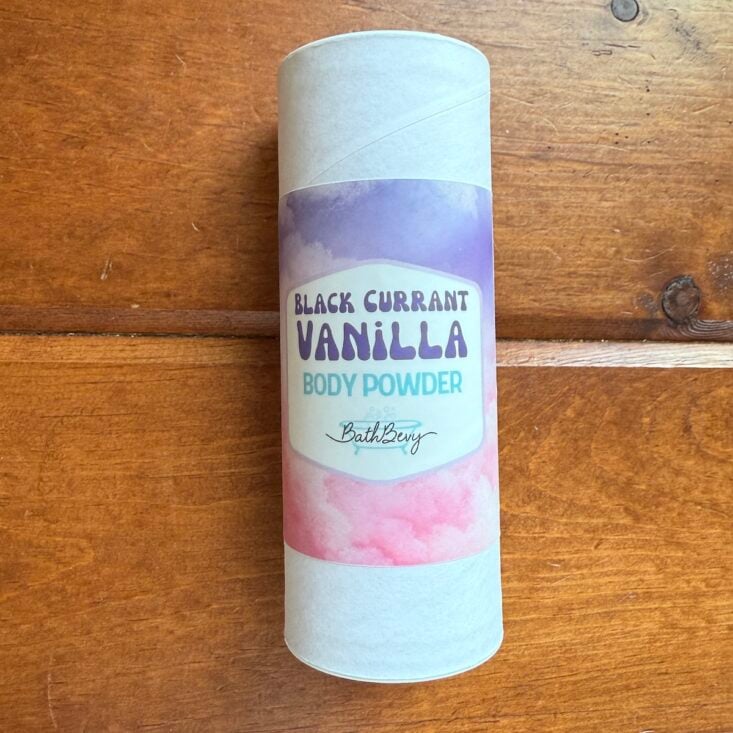 BLACK CURRANT
VANiLLA
BODY POWDER
BathBevy